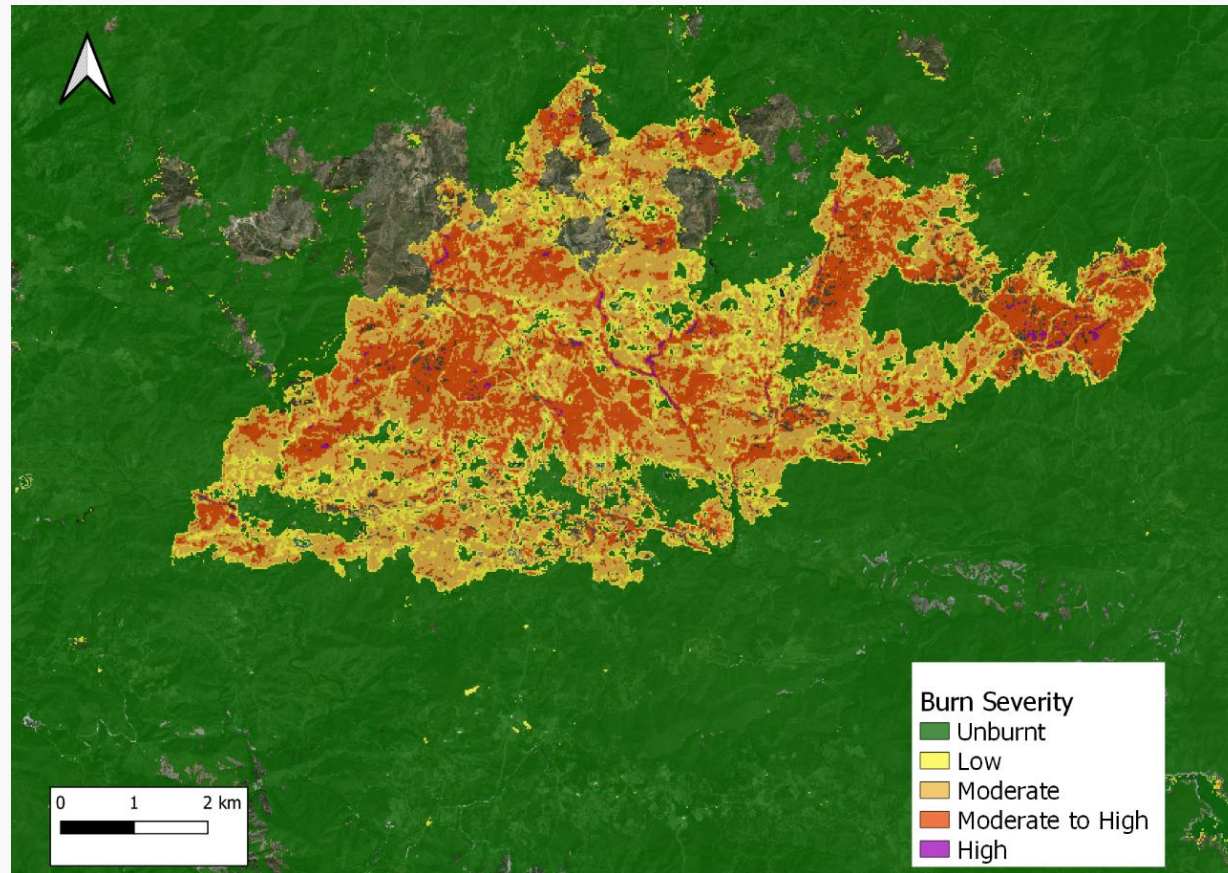 Burn Severity
Unburnt
Low
Moderate
Moderate to High
High
0 1 2 km